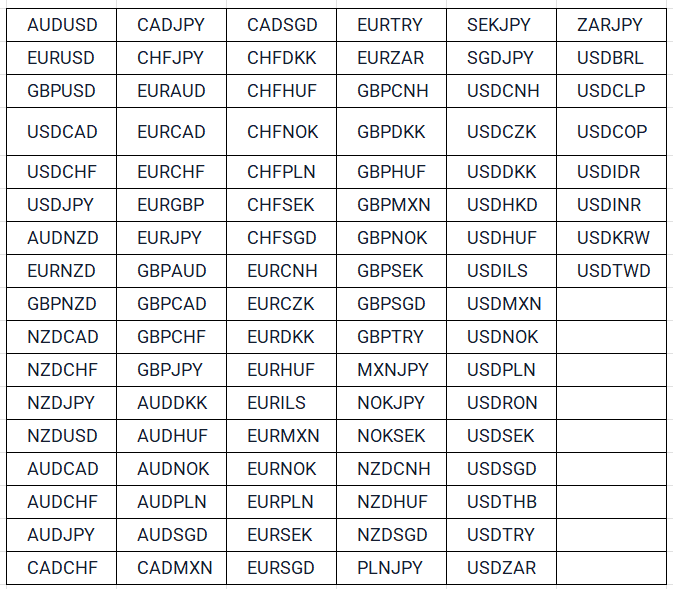 AUDUSD CADJPY CADSGD EURTRY SEKJPY ZARJPY
EURUSD CHFJPY CHFDKK EURZAR SGDJPY USDBRL
GBPUSD EURAUD CHFHUF GBPCNH USDCNH USDCLP
USDCAD EURCAD CHFNOK GBPDKK USDCZK USDCOP
USDCHF EURCHF CHFPLN GBPHUF USDDKK USDIDR
USDJPY EURGBP CHFSEK GBPMXN USDHKD USDINR
AUDNZD EURJPY CHFSGD GBPNOK USDHUF USDKRW
EURNZD GBPAUD EURCNH GBPSEK USDILS USDTWD
GBPNZD GBPCAD EURCZK GBPSGD USDMXN
NZDCAD GBPCHF EURDKK GBPTRY USDNOK
NZDCHF GBPJPY EURHUF MXNJPY USDPLN
NZDJPY AUDDKK EURILS NOKJPY USDRON
NZDUSD AUDHUF EURMXN NOKSEK USDSEK
AUDCAD AUDNOK EURNOK NZDCNH USDSGD
AUDCHF AUDPLN EURPLN NZDHUF USDTHB
AUDJPY AUDSGD EURSEK NZDSGD USDTRY
CADCHF CADMXN EURSGD PLNJPY USDZAR